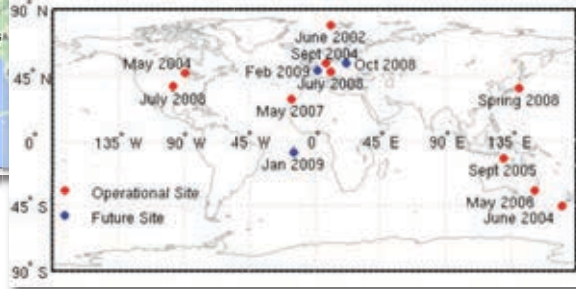 90° N
June 2002
Sept 2004
May 2004
Feb 2009
Oct 2008
45° N
July 2008
July 2008
Spring 2008
May 2007
0°
135° W
90° W
45° W
0
45° E
90° E
135° E
Jan 2009
Sept 2005
Operational Site
May 2008
45° S
Future Site
June 2004
90° S